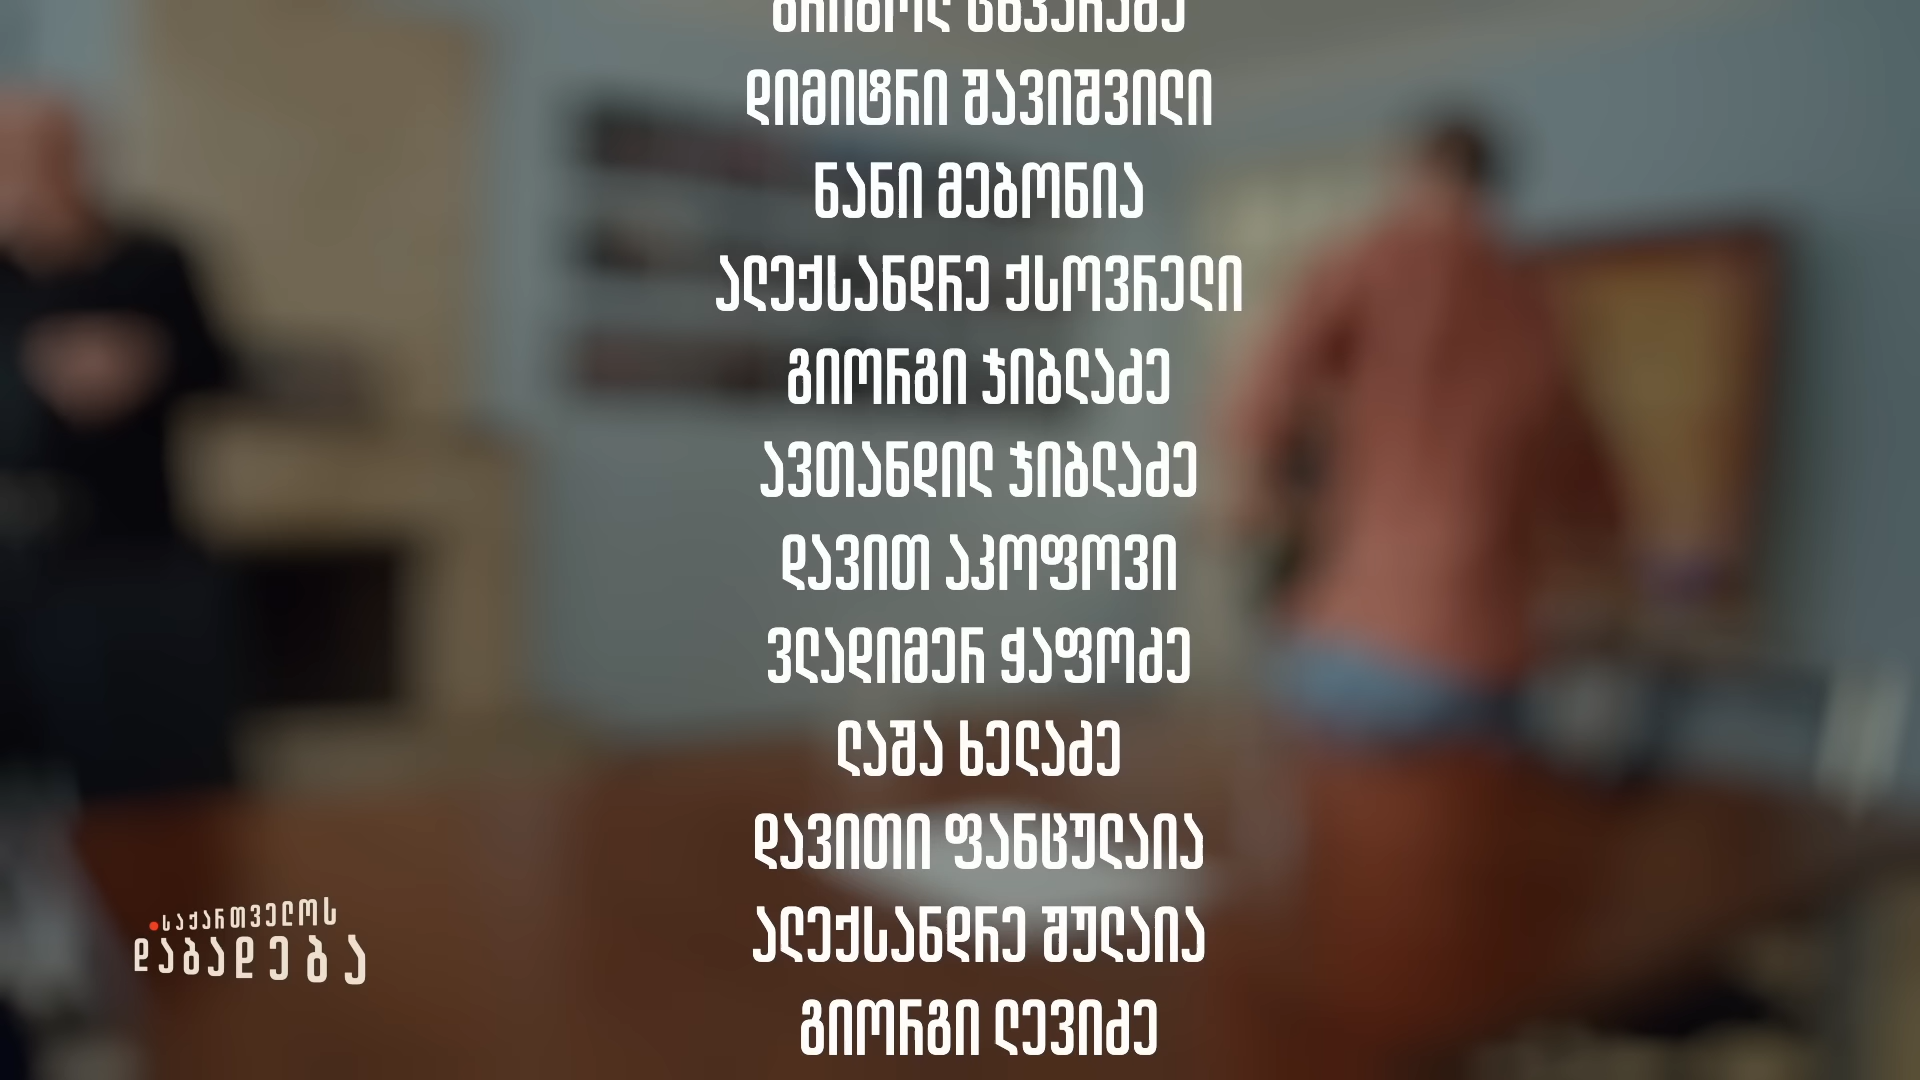 დიმიტრი შავიშვილი
ნანი მებონია
ალექსანდრე ქსოვრელი
გიორგი ჯიბლაძე
ავთანდილ ჯიბლაძე
დავით აკოფოვი
ვლადიმერ ჭაფოძე
ლაშა ხელაძე
დავითი ფანცულაია
ალექსანდრე შულაია
გიორგი ლევიძე
საქართველოს
დაბადება